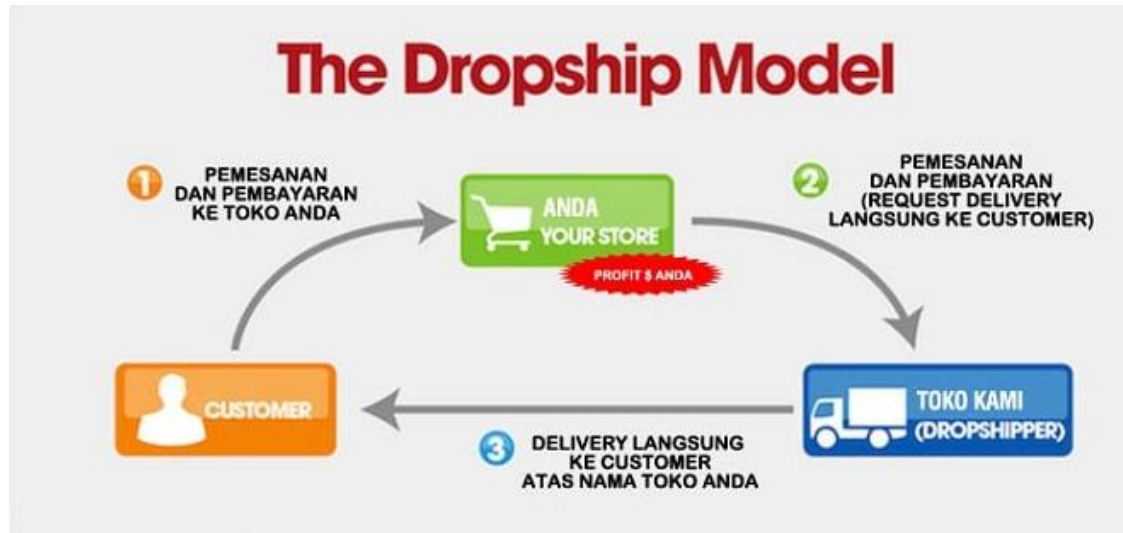 The Dropship Model
1
PEMESANAN
DAN PEMBAYARAN
KE TOKO ANDA
ANDA
YOUR STORE
PROFIT $ ANDA
2
PEMESANAN
DAN PEMBAYARAN
(REQUEST DELIVERY
LANGSUNG KE CUSTOMER)
CUSTOMER
TOKO KAMI
(DROPSHIPPER)
3
DELIVERY LANGSUNG
KE CUSTOMER
ATAS NAMA TOKO ANDA